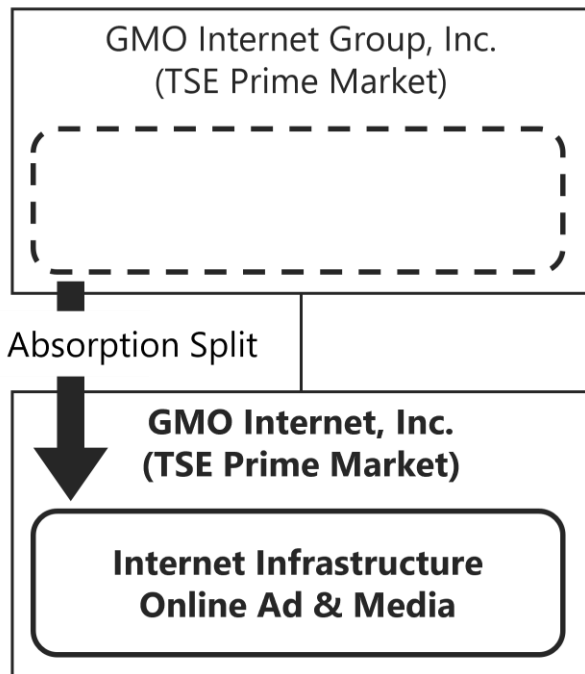 GMO Internet Group, Inc.
(TSE Prime Market)
Absorption Split
GMO Internet, Inc.
(TSE Prime Market)
Internet Infrastructure
Online Ad & Media